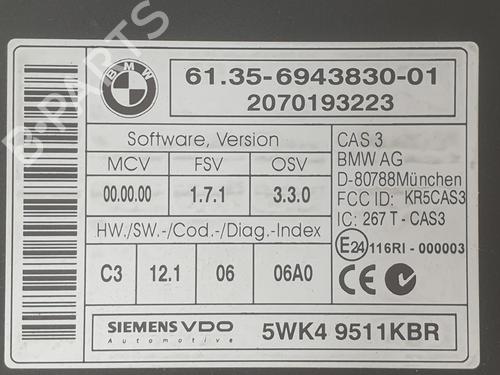 BMW
61.35-6943830-01
2070193223
Software, Version
MCV FSV OSV
00.00.00 1.7.1 3.3.0
HW./SW.-/Cod.-/Diag.-Index
C3 12.1 06 06A0
CAS 3
BMW AG
D-80788München
FCC ID: KR5CAS3
IC: 267 T - CAS3
E24 116RI - 000003
CE
SIEMENS VDO
Automotive
5WK4 9511KBR
B-PARTS